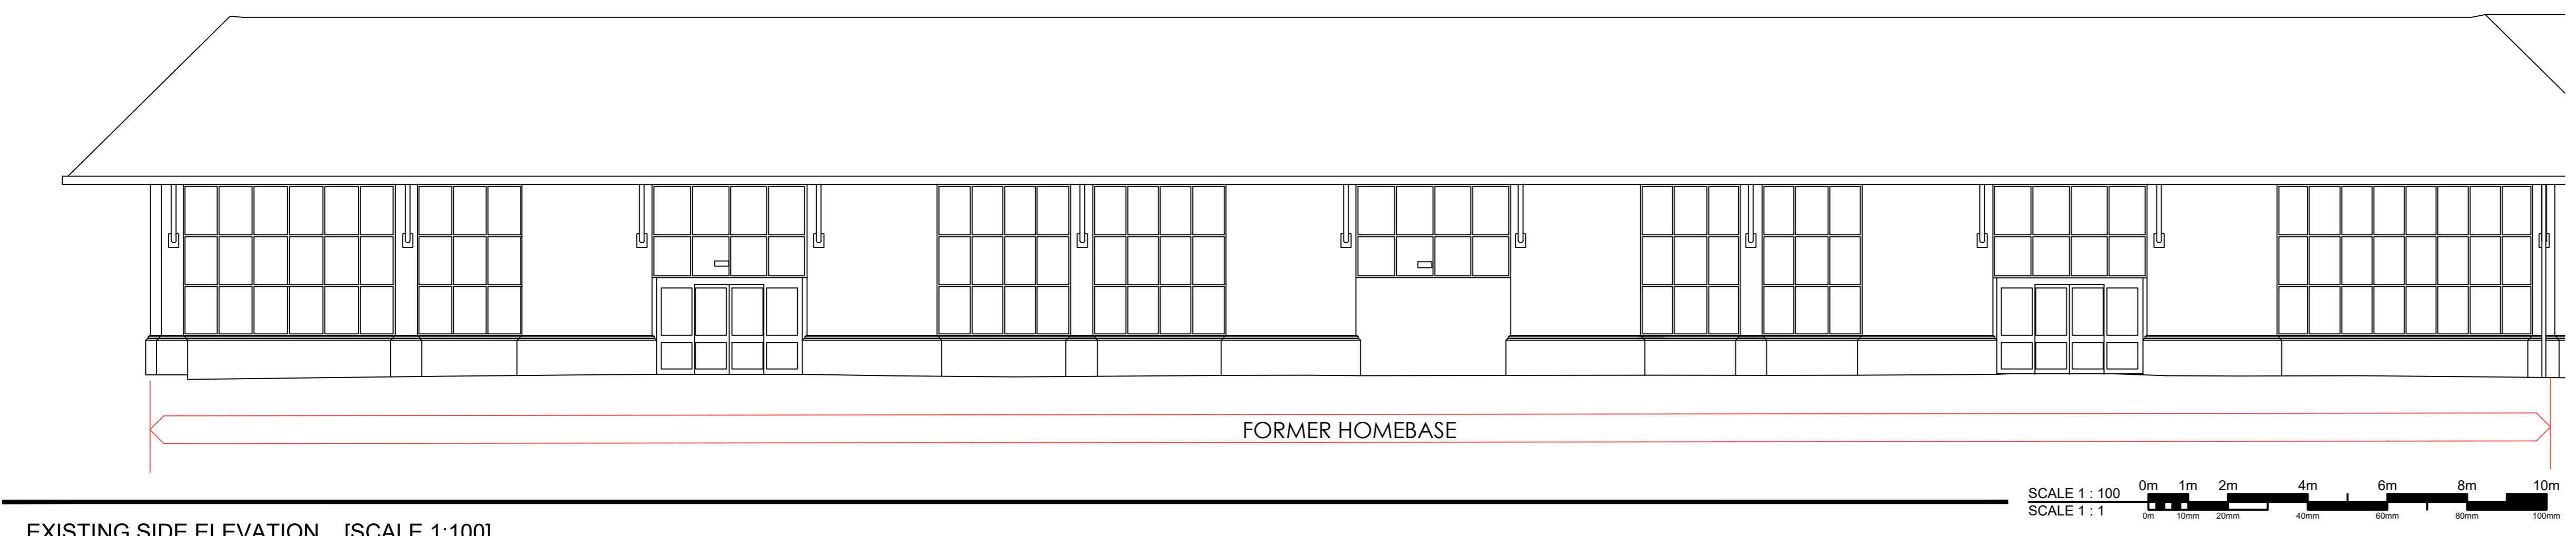 FORMER HOMEBASE
SCALE 1 : 100
0m 1m 2m 4m 6m 8m 10m
SCALE 1 : 1
0m 10mm 20mm 40mm 60mm 80mm 100mm
EXISTING SIDE ELEVATION [SCALE 1:100]